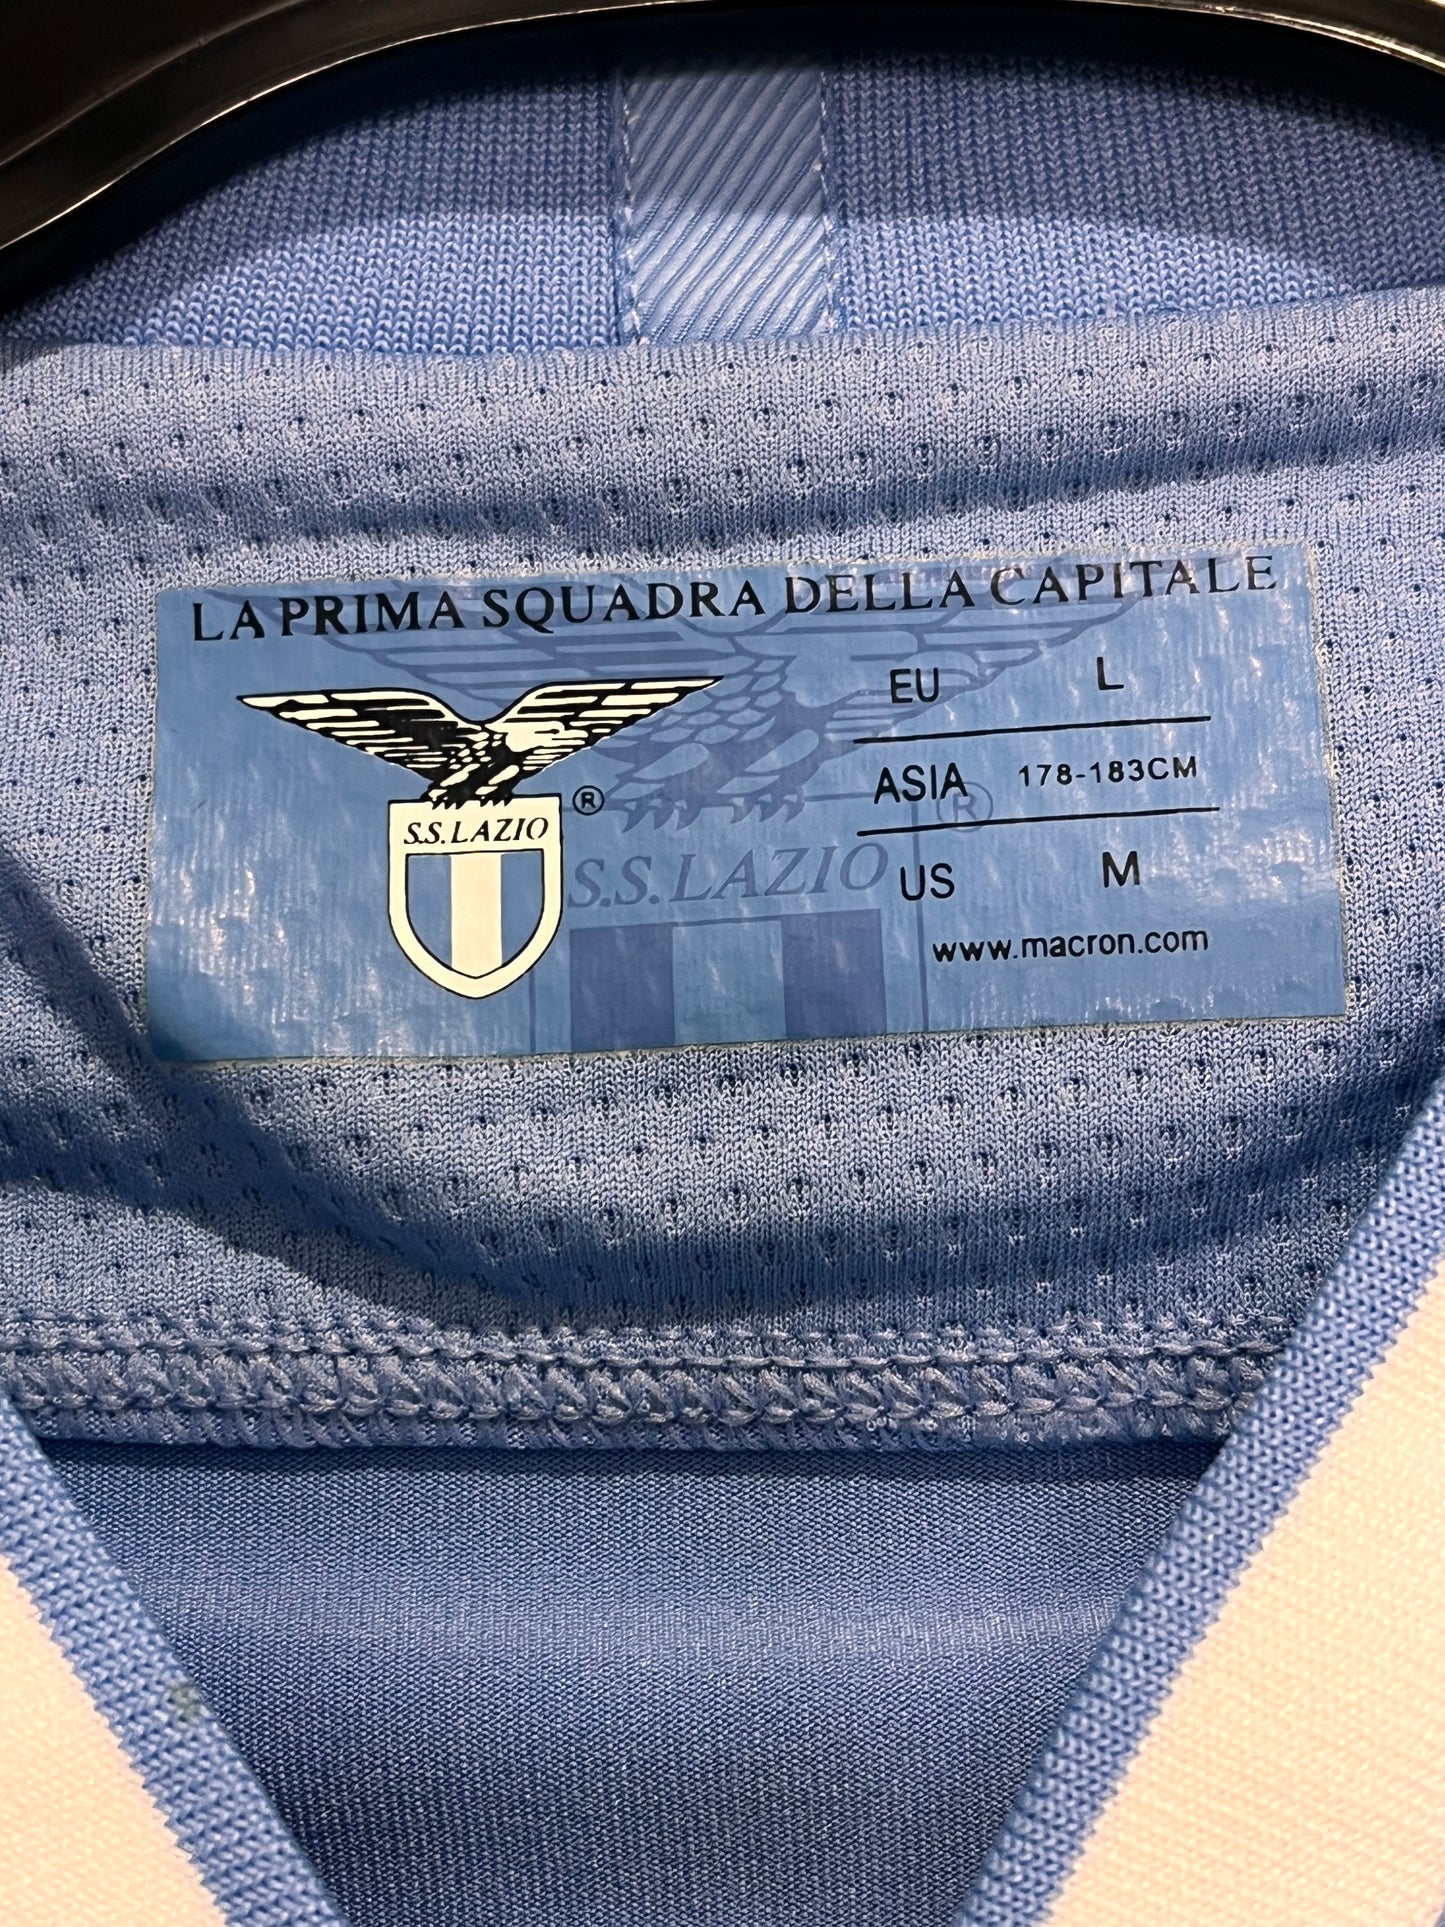 LA PRIMA SQUADRA DELLA CAPITALE
EU L
ASIA 178-183CM
US M
www.macron.com
®
S.S.LAZIO
®
S.S.LAZIO